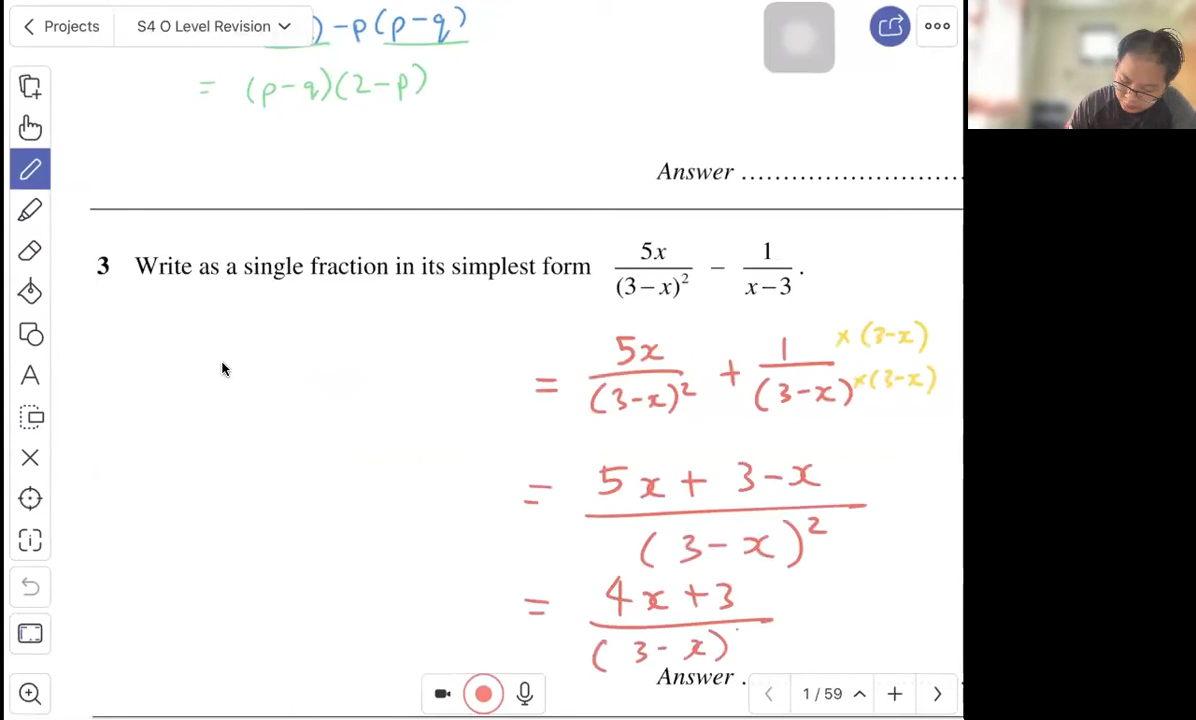 Projects
S4 O Level Revision
) -p(p-q)
= (p-q)(2-p)
Answer ...........................
3 Write as a single fraction in its simplest form 5x/(3-x)² - 1/(x-3).
= 5x/(3-x)² + 1/(3-x) ×(3-x) ×(3-x)
= 5x + 3-x/(3-x)²
= 4x+3/(3-x)
Answer .
1 / 59
A